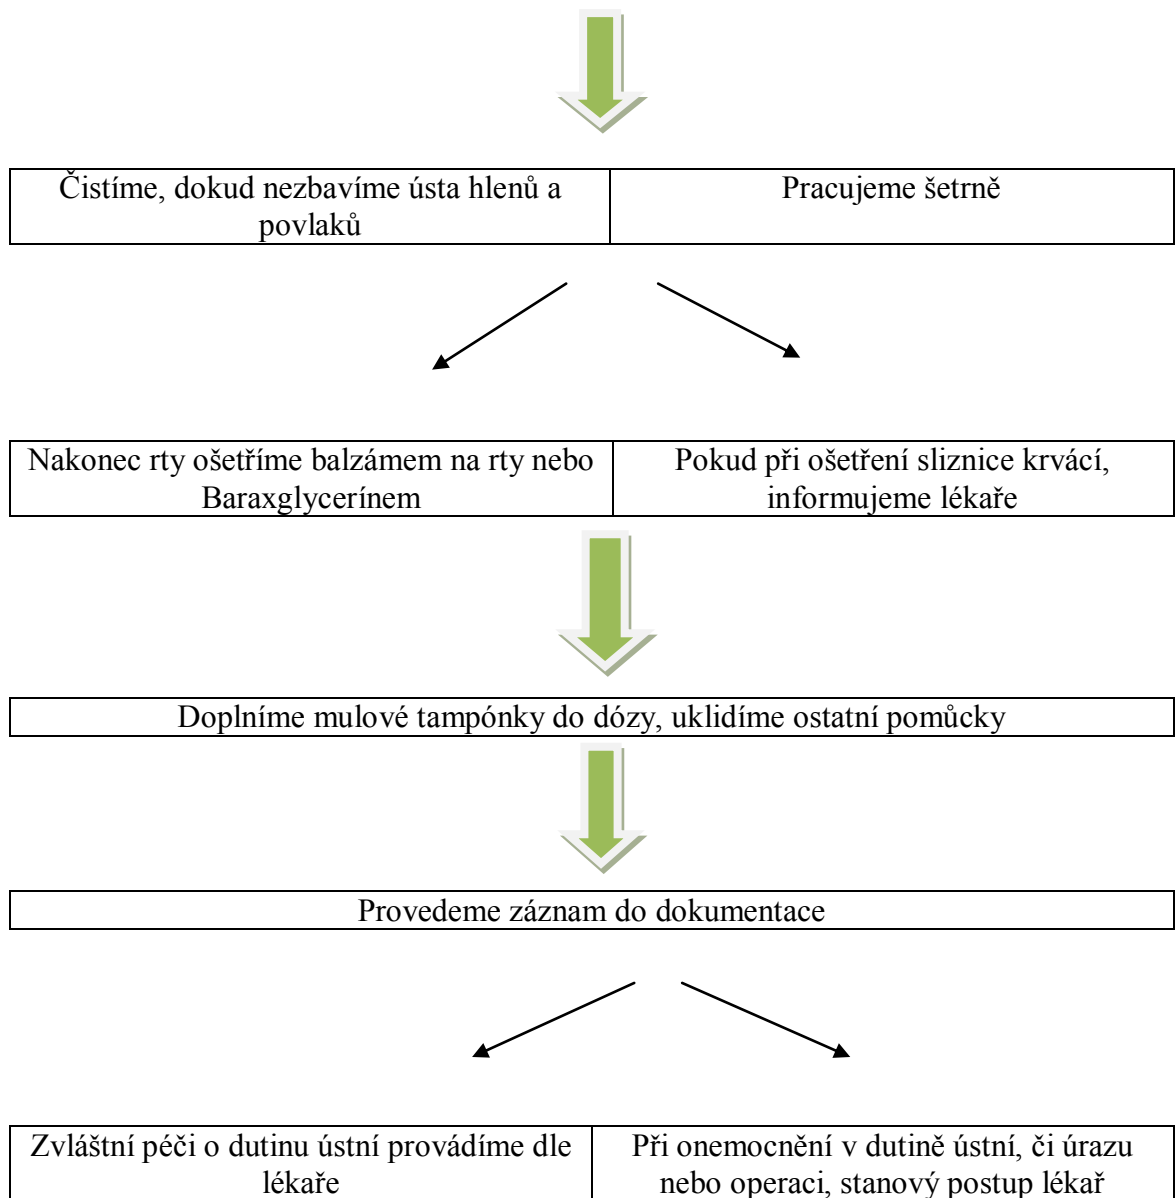 Čistíme, dokud nezbavíme ústa hlenů a
povlaků
Pracujeme šetrně
Nakonec rty ošetříme balzámem na rty nebo
Baraxglycerínem
Pokud při ošetření sliznice krvácí,
informujeme lékaře
Doplníme mulové tampónky do dózy, uklidíme ostatní pomůcky
Provedeme záznam do dokumentace
Zvláštní péči o dutinu ústní provádíme dle
lékaře
Při onemocnění v dutině ústní, či úrazu
nebo operaci, stanový postup lékař